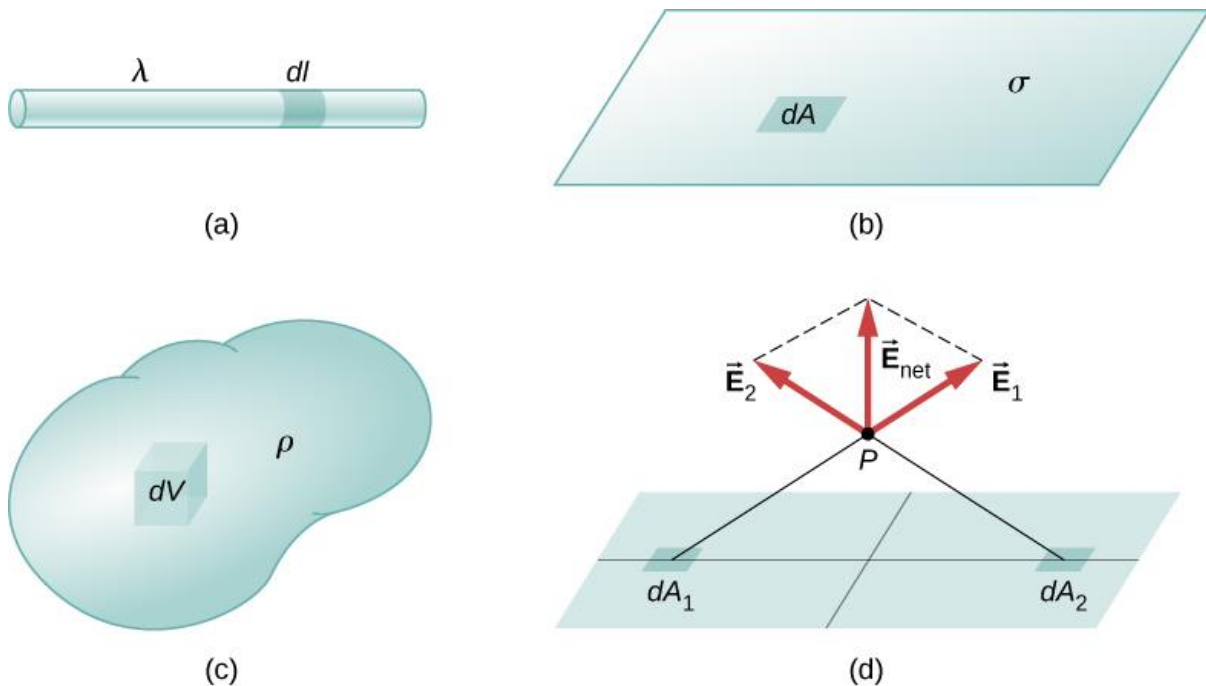 λ dl
(a)
dA σ
(b)
dV ρ
(c)
E⃗₂ E⃗net E⃗₁
P
dA₁ dA₂
(d)